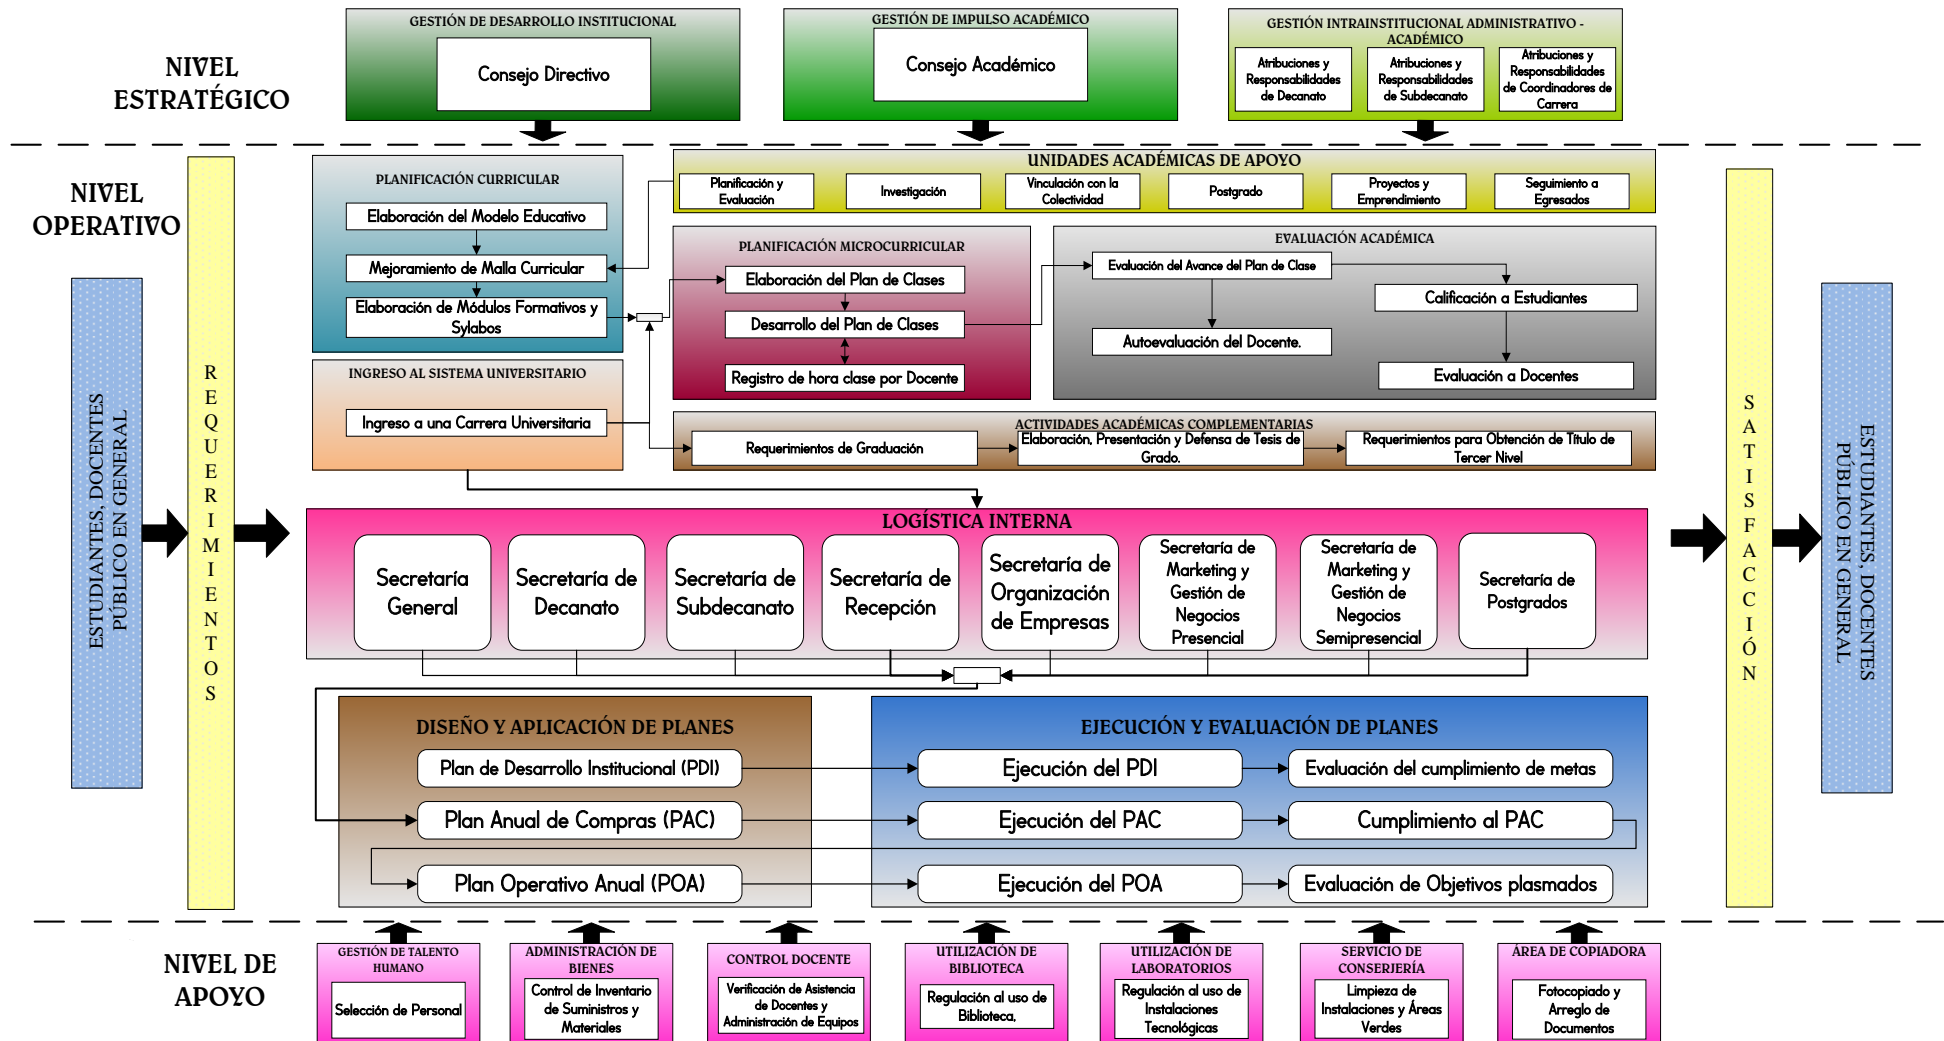 NIVEL
ESTRATÉGICO
GESTIÓN DE DESARROLLO INSTITUCIONAL
Consejo Directivo
GESTIÓN DE IMPULSO ACADÉMICO
Consejo Académico
GESTIÓN INTRAINSTITUCIONAL ADMINISTRATIVO -
ACADÉMICO
Atribuciones y
Responsabilidades
de Decanato
Atribuciones y
Responsabilidades
de Subdecanato
Atribuciones y
Responsabilidades
de Coordinadores de
Carrera
NIVEL
OPERATIVO
ESTUDIANTES, DOCENTES
PÚBLICO EN GENERAL
REQUERIMIENTOS
PLANIFICACIÓN CURRICULAR
Elaboración del Modelo Educativo
Mejoramiento de Malla Curricular
Elaboración de Módulos Formativos y
Sylabos
UNIDADES ACADÉMICAS DE APOYO
Planificación y
Evaluación
Investigación
Vinculación con la
Colectividad
Postgrado
Proyectos y
Emprendimiento
Seguimiento a
Egresados
PLANIFICACIÓN MICROCURRICULAR
Elaboración del Plan de Clases
Desarrollo del Plan de Clases
Registro de hora clase por Docente
EVALUACIÓN ACADÉMICA
Evaluación del Avance del Plan de Clase
Calificación a Estudiantes
Autoevaluación del Docente.
Evaluación a Docentes
INGRESO AL SISTEMA UNIVERSITARIO
Ingreso a una Carrera Universitaria
ACTIVIDADES ACADÉMICAS COMPLEMENTARIAS
Requerimientos de Graduación
Elaboración, Presentación y Defensa de Tesis de
Grado.
Requerimientos para Obtención de Título de
Tercer Nivel
LOGÍSTICA INTERNA
Secretaría
General
Secretaría de
Decanato
Secretaría de
Subdecanato
Secretaría de
Recepción
Secretaría de
Organización
de Empresas
Secretaría de
Marketing y
Gestión de
Negocios
Presencial
Secretaría de
Marketing y
Gestión de
Negocios
Semipresencial
Secretaría de
Postgrados
DISEÑO Y APLICACIÓN DE PLANES
Plan de Desarrollo Institucional (PDI)
Plan Anual de Compras (PAC)
Plan Operativo Anual (POA)
EJECUCIÓN Y EVALUACIÓN DE PLANES
Ejecución del PDI
Evaluación del cumplimiento de metas
Ejecución del PAC
Cumplimiento al PAC
Ejecución del POA
Evaluación de Objetivos plasmados
SATISFACCIÓN
ESTUDIANTES, DOCENTES
PÚBLICO EN GENERAL
NIVEL DE
APOYO
GESTIÓN DE TALENTO
HUMANO
Selección de Personal
ADMINISTRACIÓN DE
BIENES
Control de Inventario
de Suministros y
Materiales
CONTROL DOCENTE
Verificación de Asistencia
de Docentes y
Administración de Equipos
UTILIZACIÓN DE
BIBLIOTECA
Regulación al uso de
Biblioteca.
UTILIZACIÓN DE
LABORATORIOS
Regulación al uso de
Instalaciones
Tecnológicas
SERVICIO DE
CONSERJERÍA
Limpieza de
Instalaciones y Áreas
Verdes
ÁREA DE COPIADORA
Fotocopiado y
Arreglo de
Documentos